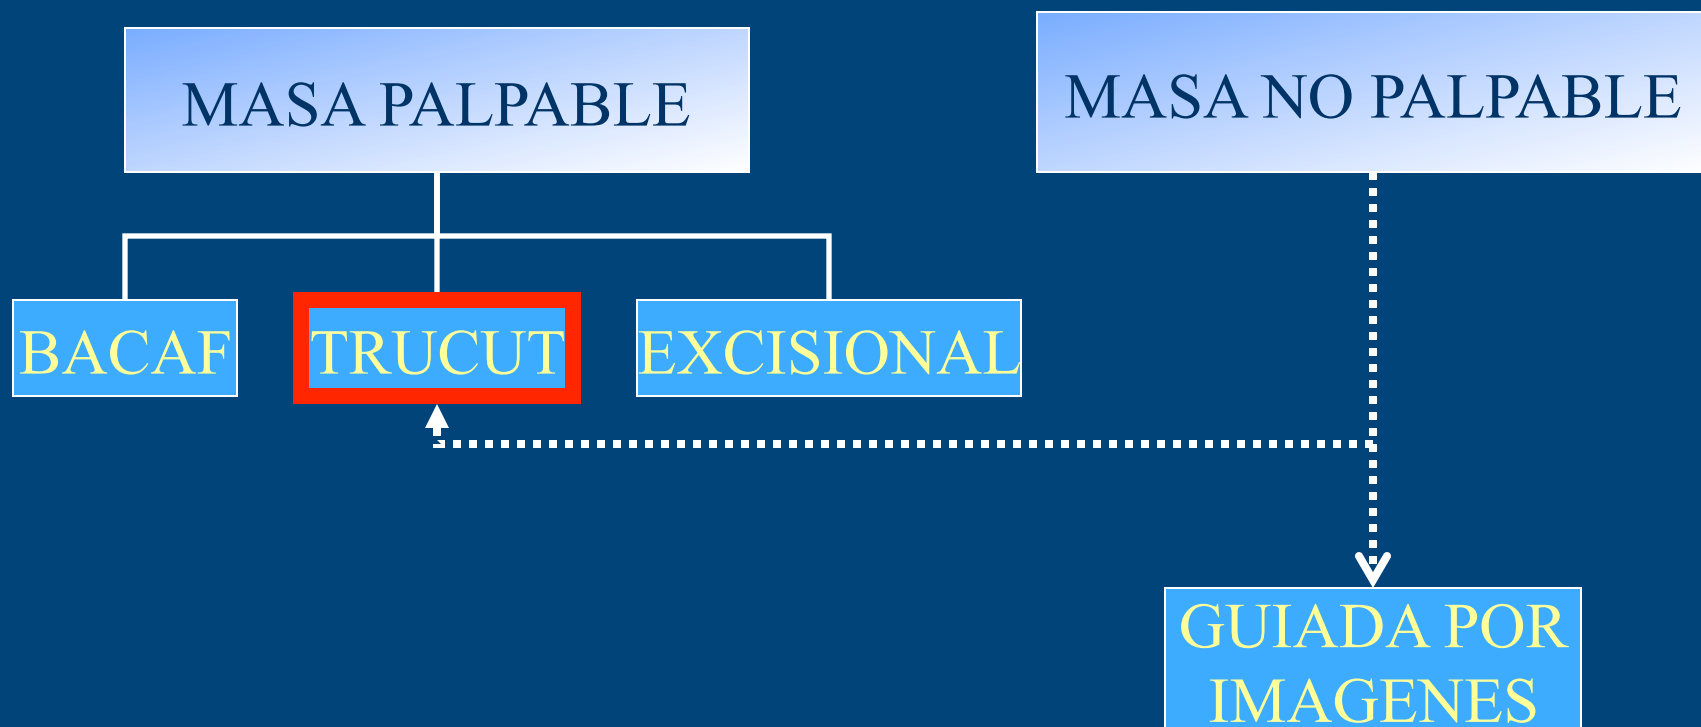 MASA PALPABLE
MASA NO PALPABLE
BACAF
TRUCUT
EXCISIONAL
GUIADA POR
IMAGENES